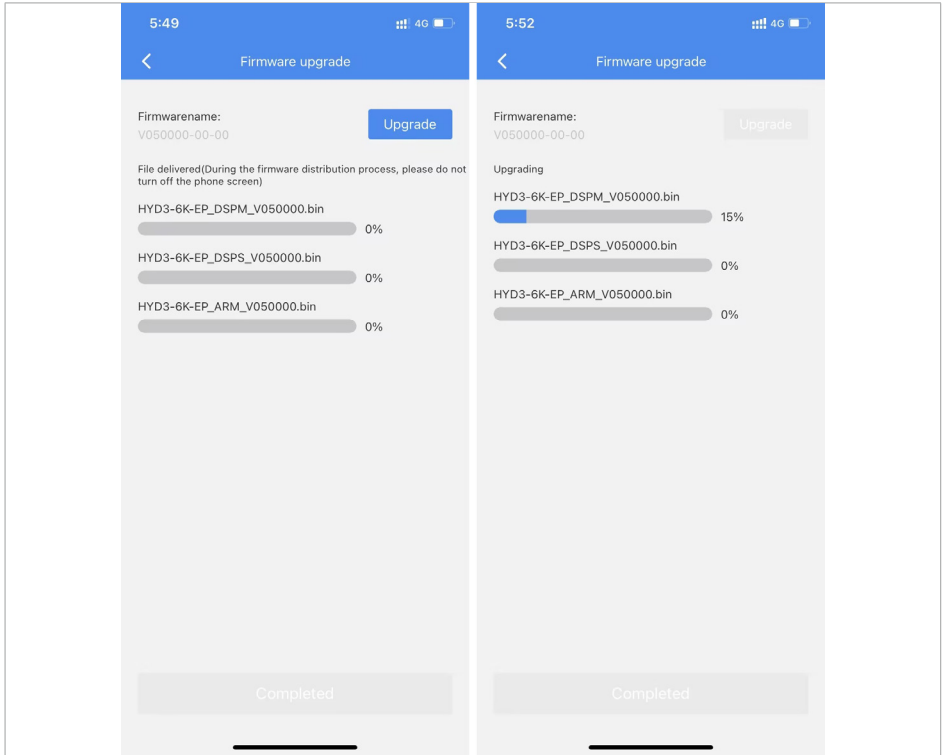 5:49
4G
Firmware upgrade
Firmwarename:
V050000-00-00
Upgrade
File delivered(During the firmware distribution process, please do not
turn off the phone screen)
HYD3-6K-EP_DSPM_V050000.bin
0%
HYD3-6K-EP_DSPS_V050000.bin
0%
HYD3-6K-EP_ARM_V050000.bin
0%
Completed
5:52
4G
Firmware upgrade
Firmwarename:
V050000-00-00
Upgrade
Upgrading
HYD3-6K-EP_DSPM_V050000.bin
15%
HYD3-6K-EP_DSPS_V050000.bin
0%
HYD3-6K-EP_ARM_V050000.bin
0%
Completed